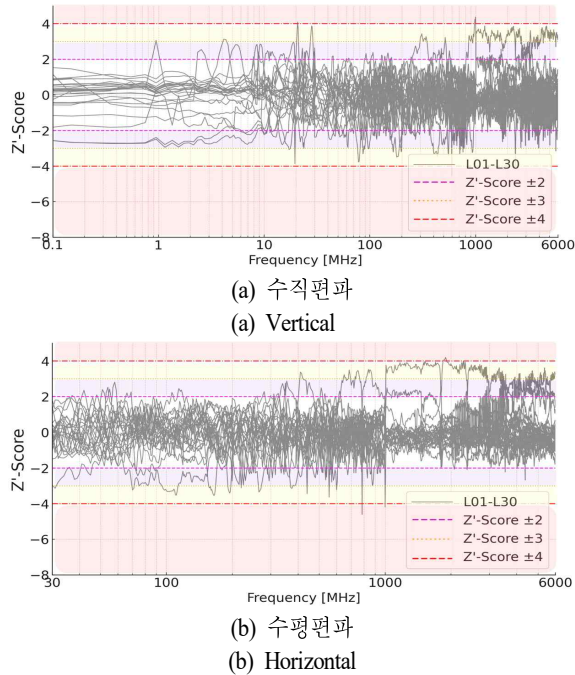 4
2
0
−2
−4
−6
−8
Z'-Score
L01-L30
Z'-Score ±2
Z'-Score ±3
Z'-Score ±4
0.1 1 10 100 1000 6000
Frequency [MHz]
(a) 수직편파
(a) Vertical
4
2
0
−2
−4
−6
−8
Z'-Score
L01-L30
Z'-Score ±2
Z'-Score ±3
Z'-Score ±4
30 100 1000 6000
Frequency [MHz]
(b) 수평편파
(b) Horizontal